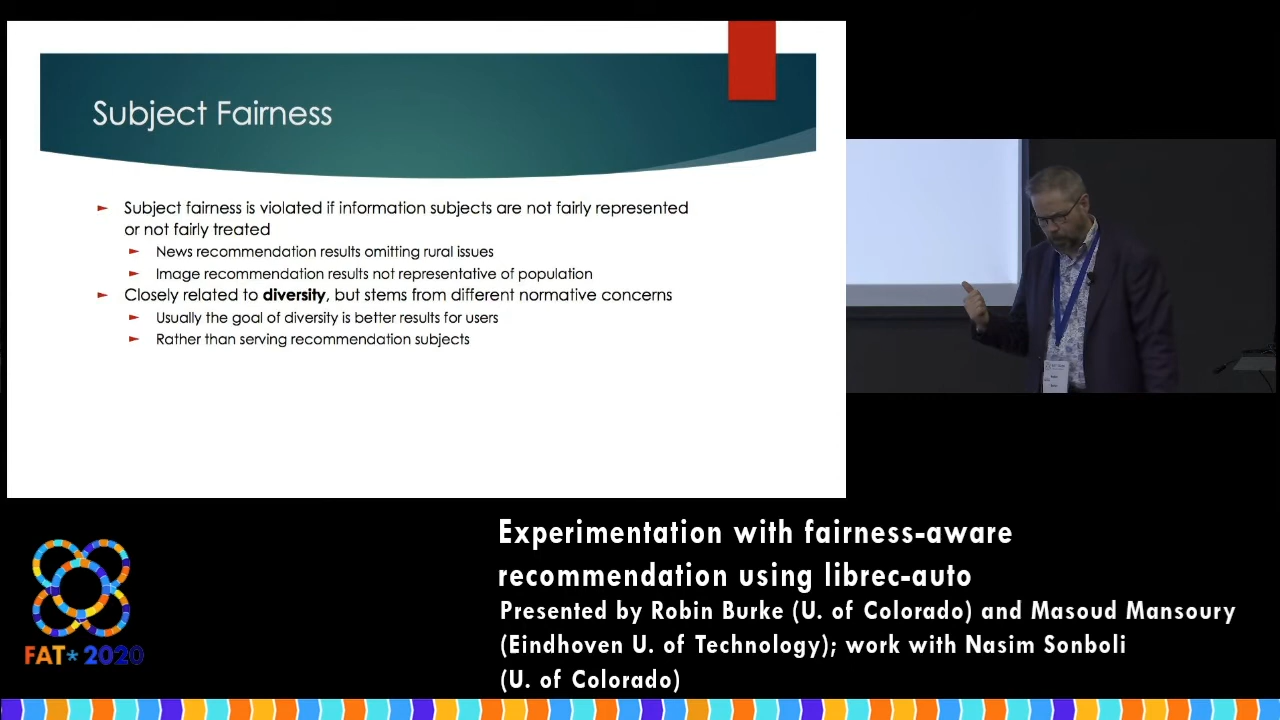 Subject Fairness
Subject fairness is violated if information subjects are not fairly represented
or not fairly treated
News recommendation results omitting rural issues
Image recommendation results not representative of population
Closely related to diversity, but stems from different normative concerns
Usually the goal of diversity is better results for users
Rather than serving recommendation subjects
Experimentation with fairness-aware
recommendation using librec-auto
Presented by Robin Burke (U. of Colorado) and Masoud Mansoury
(Eindhoven U. of Technology); work with Nasim Sonboli
(U. of Colorado)
FAT* 2020